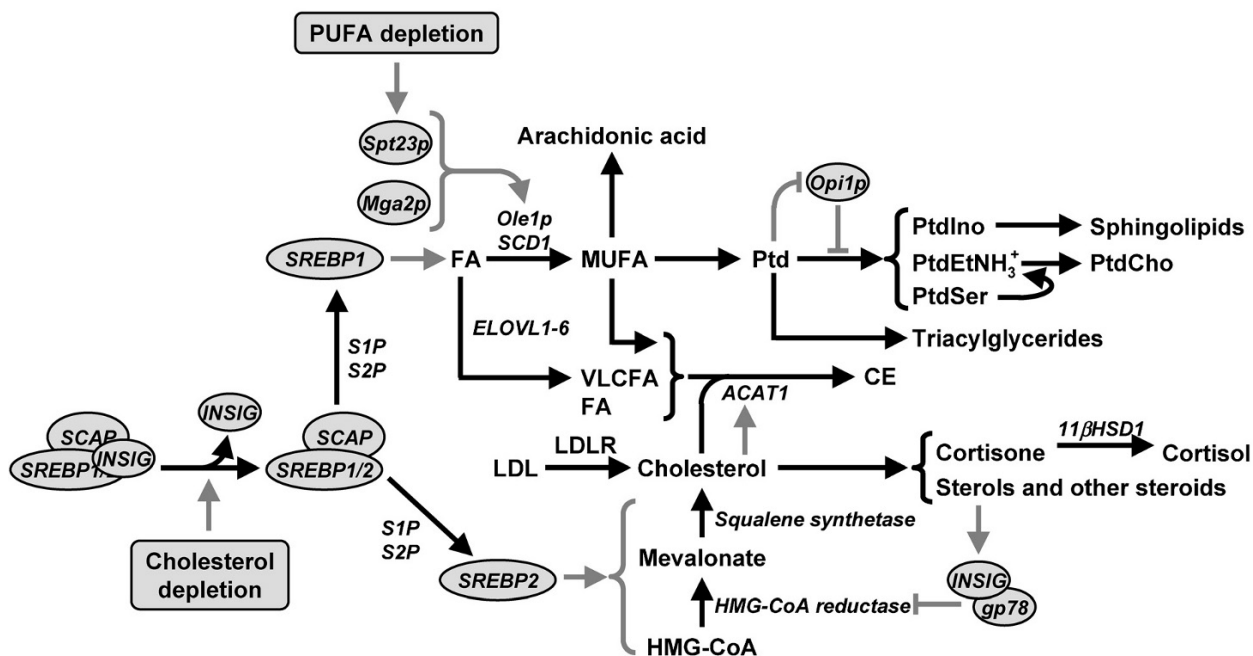 PUFA depletion
Spt23p
Mga2p
Arachidonic acid
Ole1p
SCD1
Opi1p
SREBP1
FA
MUFA
Ptd
PtdIno
Sphingolipids
PtdEtNH3+
PtdCho
PtdSer
Triacylglycerides
S1P
S2P
ELOVL1-6
VLCFA
FA
ACAT1
CE
INSIG
SCAP
SREBP1/2
INSIG
SCAP
SREBP1/2
LDL
LDLR
Cholesterol
Cortisone
11βHSD1
Cortisol
Sterols and other steroids
Cholesterol
depletion
S1P
S2P
SREBP2
Squalene synthetase
Mevalonate
HMG-CoA reductase
HMG-CoA
INSIG
gp78